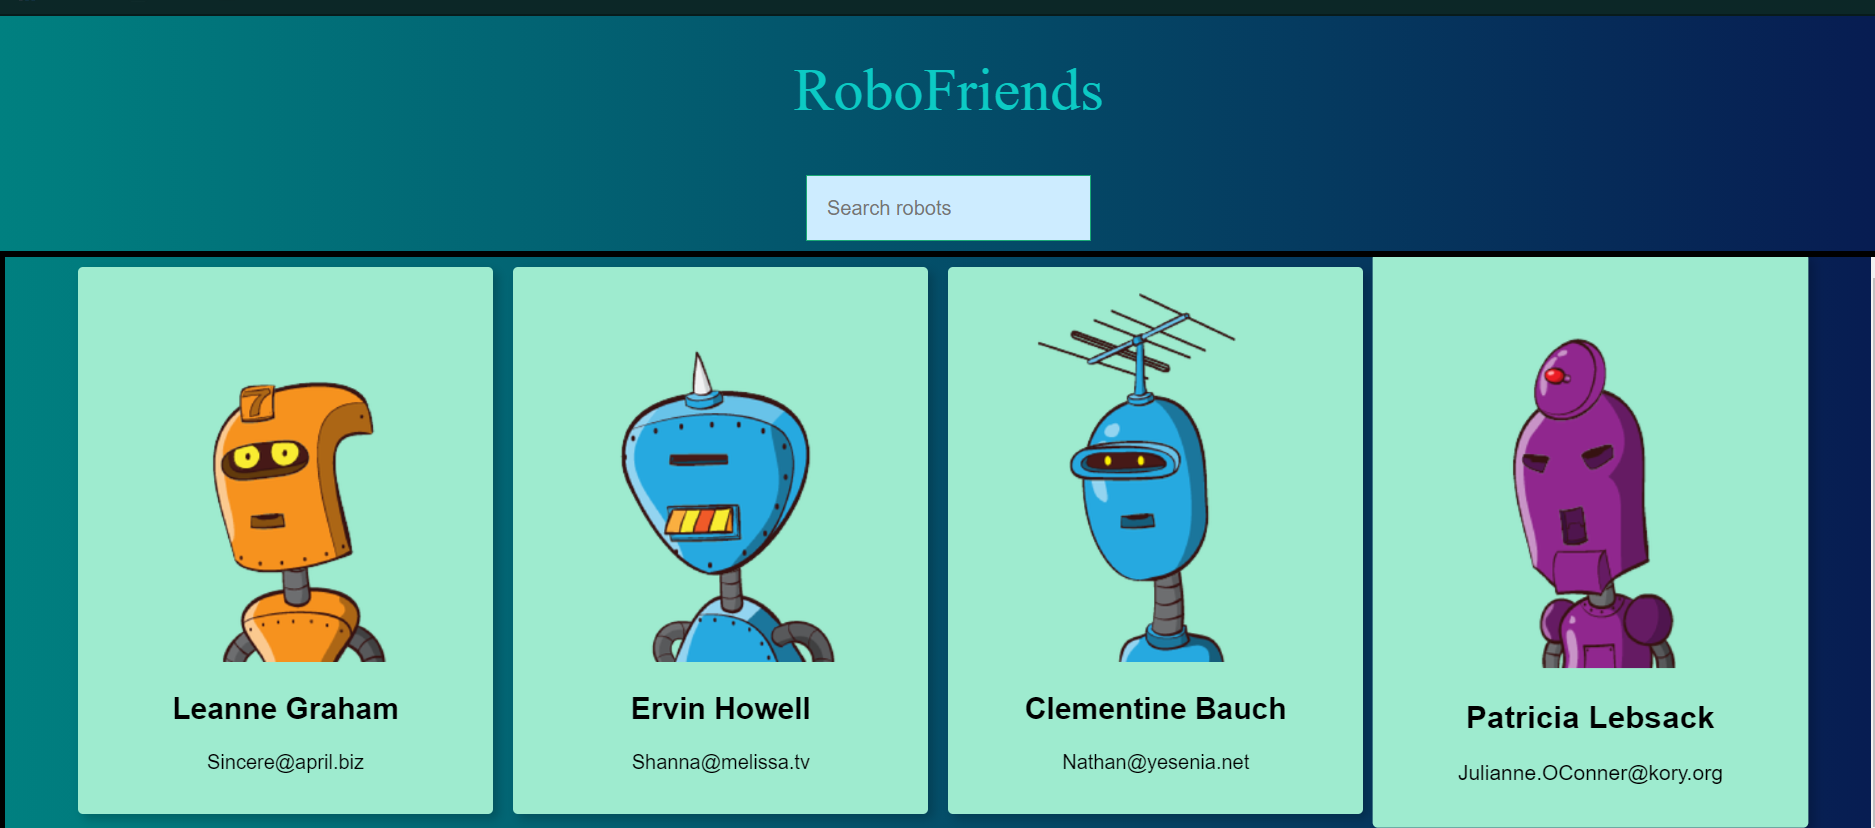 RoboFriends
Search robots
7
Leanne Graham
Sincere@april.biz
Ervin Howell
Shanna@melissa.tv
Clementine Bauch
Nathan@yesenia.net
Patricia Lebsack
Julianne.OConner@kory.org